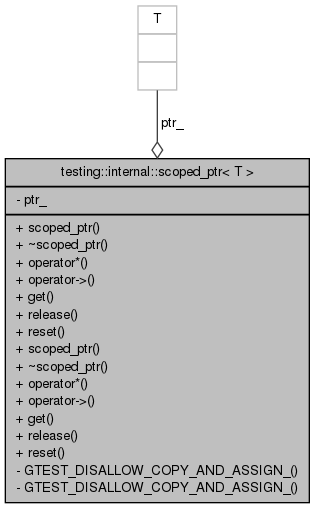 T
ptr_
testing::internal::scoped_ptr< T >
- ptr_
+ scoped_ptr()
+ ~scoped_ptr()
+ operator*()
+ operator->()
+ get()
+ release()
+ reset()
+ scoped_ptr()
+ ~scoped_ptr()
+ operator*()
+ operator->()
+ get()
+ release()
+ reset()
- GTEST_DISALLOW_COPY_AND_ASSIGN_()
- GTEST_DISALLOW_COPY_AND_ASSIGN_()